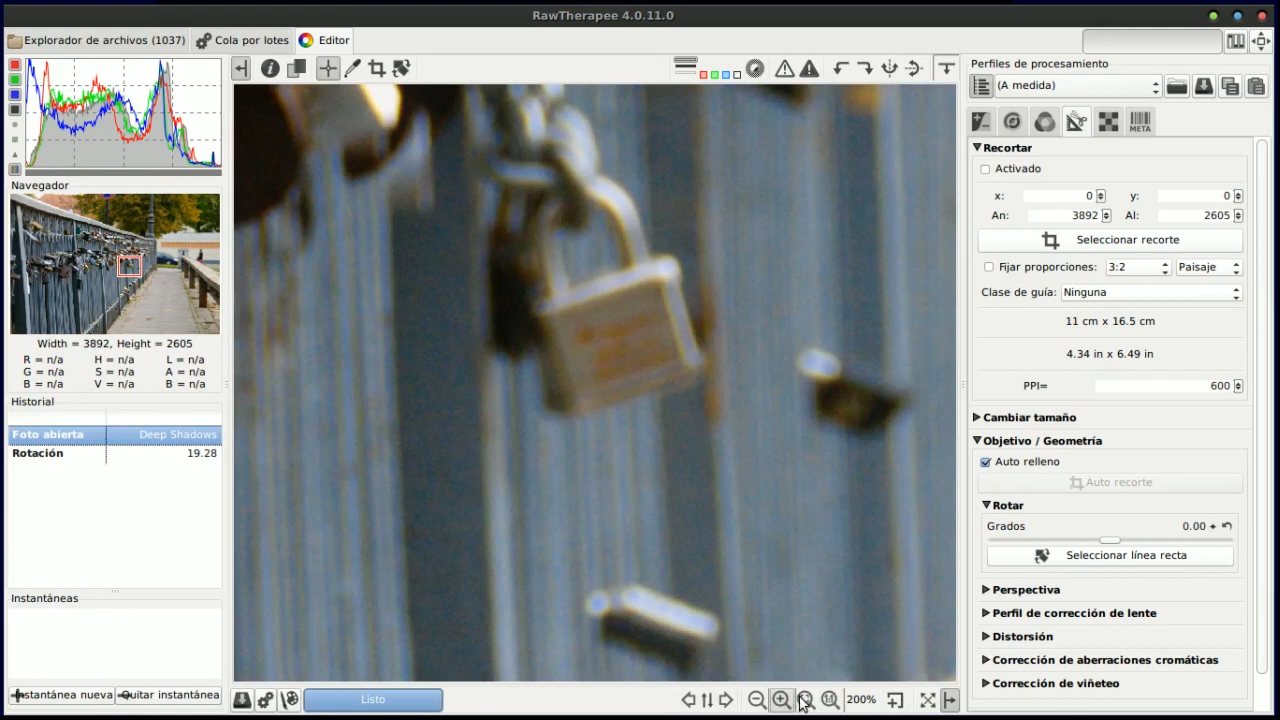 RawTherapee 4.0.11.0
Explorador de archivos (1037)
Cola por lotes
Editor
Perfiles de procesamiento
(A medida)
META
Navegador
Width = 3892, Height = 2605
R = n/a H = n/a L = n/a
G = n/a S = n/a A = n/a
B = n/a V = n/a B = n/a
Historial
Foto abierta Deep Shadows
Rotación 19.28
Instantáneas
Instantánea nueva Quitar instantánea
Recortar
Activado
x: 0 y: 0
An: 3892 Al: 2605
Seleccionar recorte
Fijar proporciones: 3:2 Paisaje
Clase de guía: Ninguna
11 cm x 16.5 cm
4.34 in x 6.49 in
PPI= 600
Cambiar tamaño
Objetivo / Geometría
Auto relleno
Auto recorte
Rotar
Grados 0.00
Seleccionar línea recta
Perspectiva
Perfil de corrección de lente
Distorsión
Corrección de aberraciones cromáticas
Corrección de viñeteo
Listo
200%